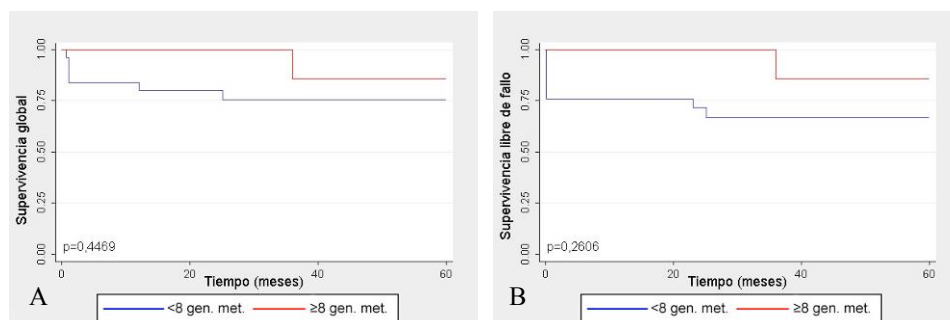 Supervivencia global
1.00
0.75
0.50
0.25
0.00
p=0,4469
0
20
40
60
Tiempo (meses)
A
<8 gen. met.
≥8 gen. met.
Supervivencia libre de fallo
1.00
0.75
0.50
0.25
0.00
p=0,2606
0
20
40
60
Tiempo (meses)
B
<8 gen. met.
≥8 gen. met.